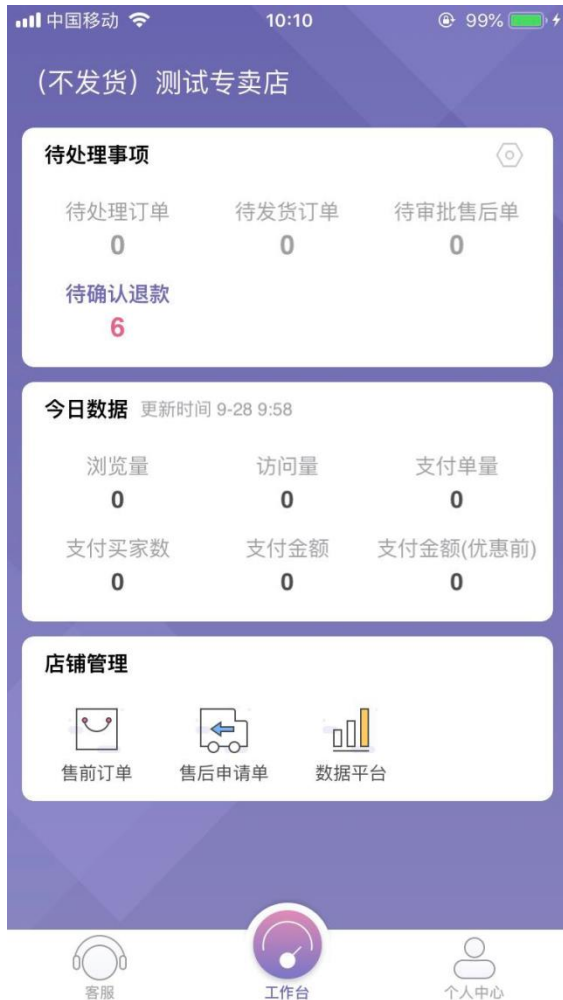 中国移动 10:10 99%
（不发货）测试专卖店
待处理事项
待处理订单 待发货订单 待审批售后单
0 0 0
待确认退款
6
今日数据 更新时间 9-28 9:58
浏览量 访问量 支付单量
0 0 0
支付买家数 支付金额 支付金额(优惠前)
0 0 0
店铺管理
售前订单 售后申请单 数据平台
客服 工作台 个人中心